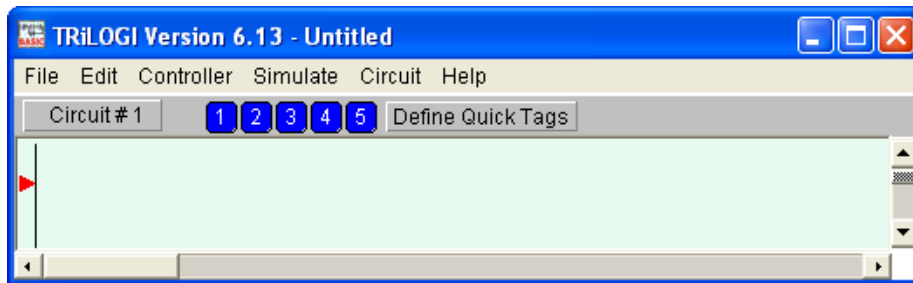 TRiLOGI Version 6.13 - Untitled
File Edit Controller Simulate Circuit Help
Circuit # 1 1 2 3 4 5 Define Quick Tags